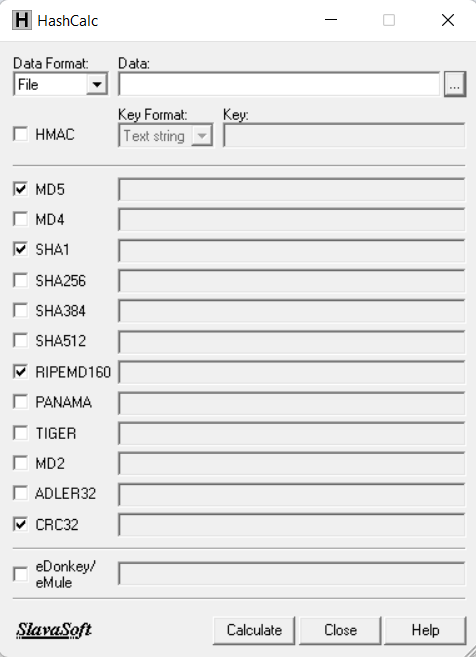 H HashCalc
Data Format: Data:
File ...
Key Format: Key:
HMAC Text string
MD5
MD4
SHA1
SHA256
SHA384
SHA512
RIPEMD160
PANAMA
TIGER
MD2
ADLER32
CRC32
eDonkey/
eMule
SlavaSoft Calculate Close Help